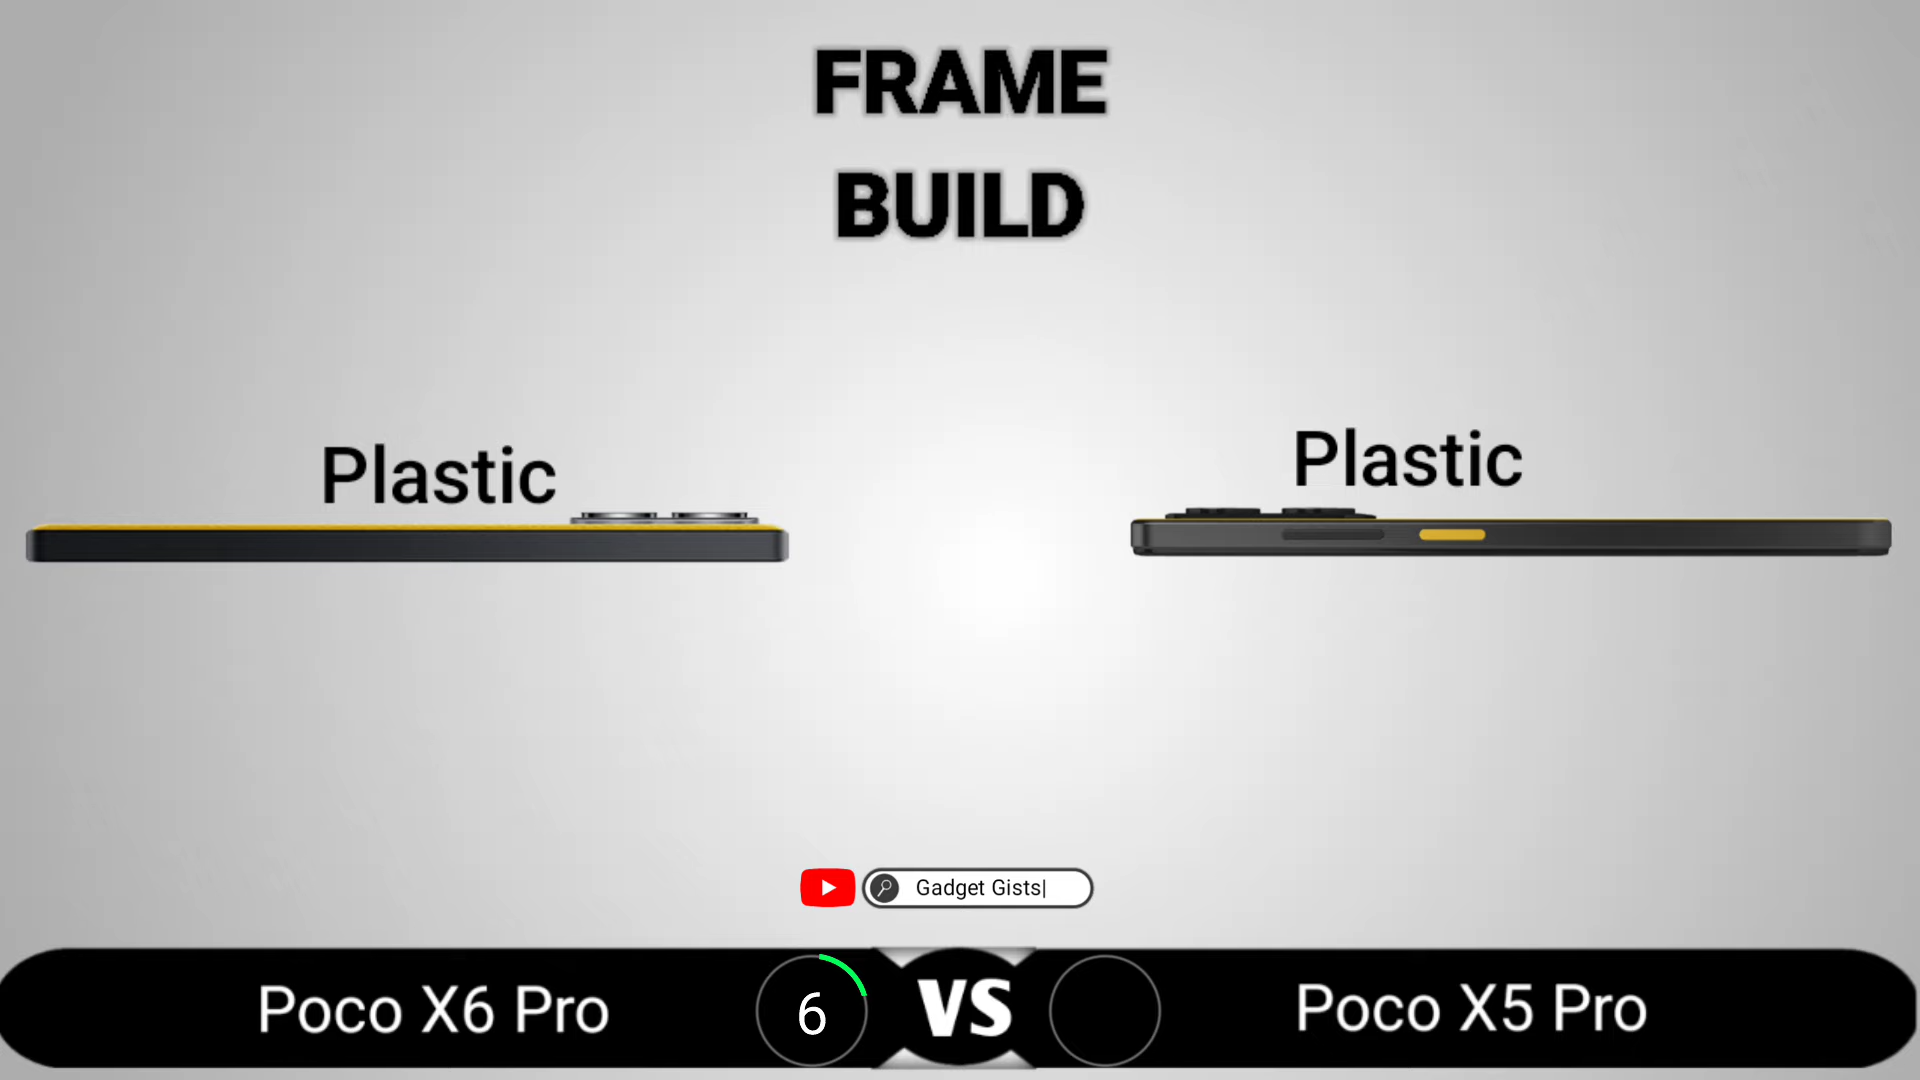 FRAME
BUILD
Plastic
Plastic
Gadget Gists|
Poco X6 Pro
6
VS
Poco X5 Pro